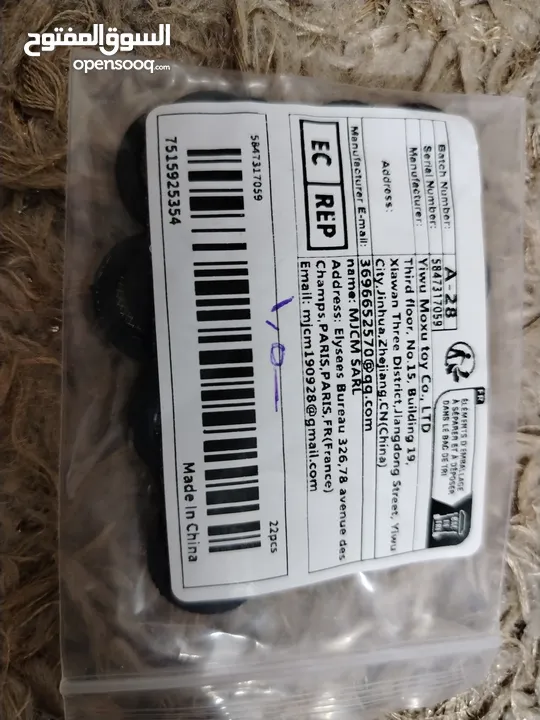 السوق المفتوح
opensooq.com
Batch Number: A-28
Serial Number: 5847317059
Manufacturer: Yiwu Moxu toy Co., LTD
Address: Third floor, No.15, Building 19,
Xiawan Three District,Jiangdong Street, Yiwu
City,Jinhua,Zhejiang,CN(China)
Manufacturer E-mail: 3696652570@qq.com
EC REP
name: MJCM SARL
Address: Elysees Bureau 326,78 avenue des
Champs,PARIS,PARIS,FR(France)
Email: mjcm190928@gmail.com
FR
ÉLÉMENTS D'EMBALLAGE
À SÉPARER ET À DÉPOSER
DANS LE BAC DE TRI
5847317059
22pcs
7515925354
Made In China